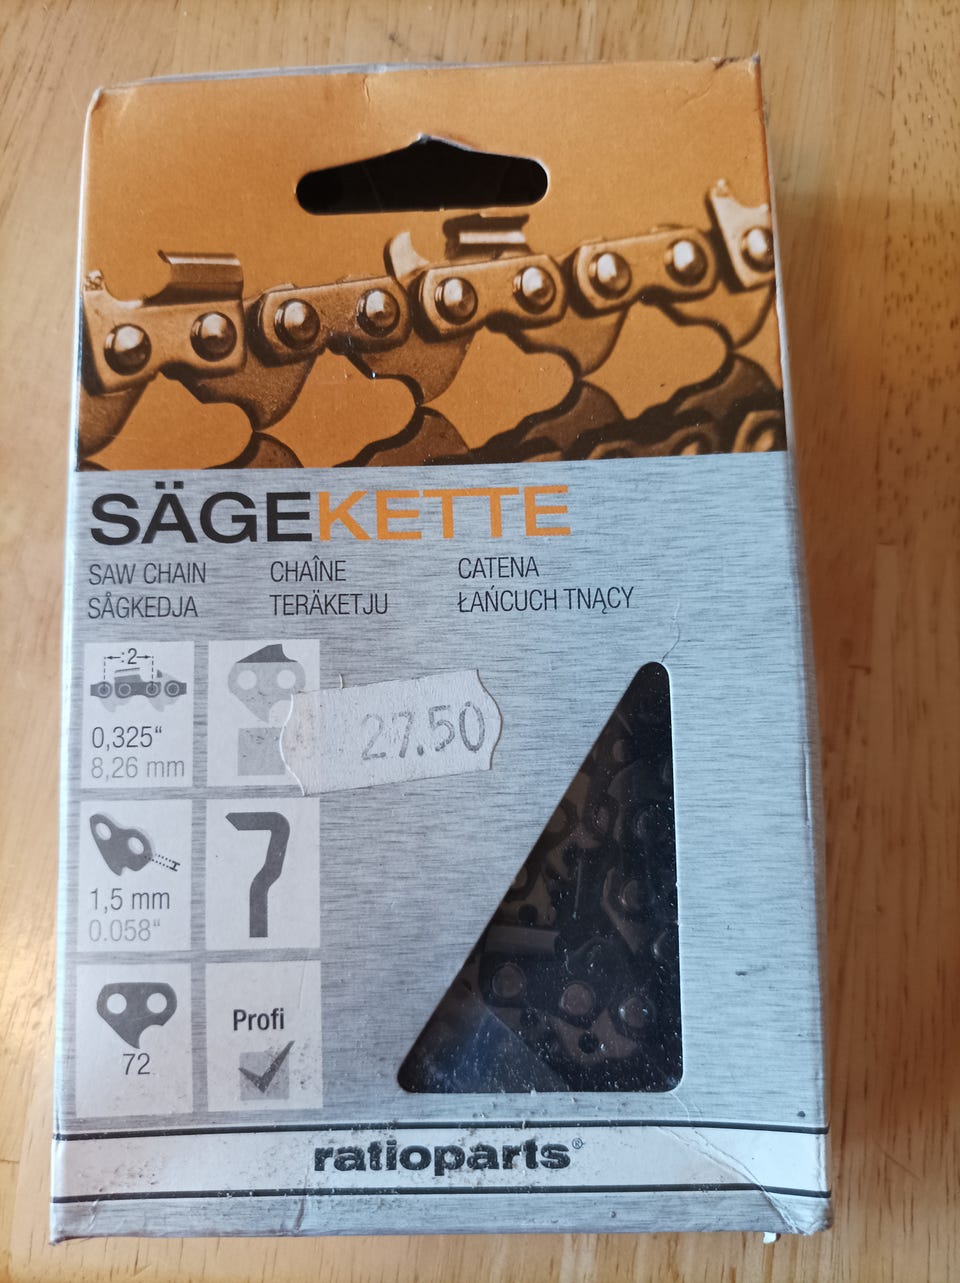 SÄGEKETTE
SAW CHAIN CHAÎNE CATENA
SÅGKEDJA TERÄKETJU ŁAŃCUCH TNĄCY
:2
0,325“
8,26 mm
27.50
1,5 mm
0.058“
72
Profi
ratioparts®